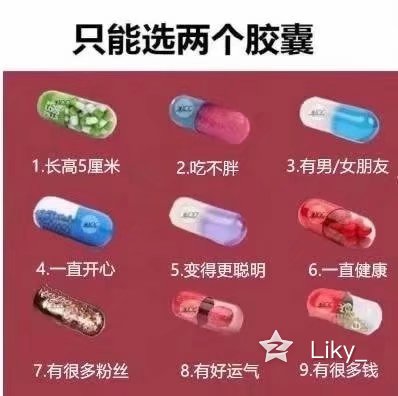 只能选两个胶囊
1.长高5厘米
2.吃不胖
3.有男/女朋友
4.一直开心
5.变得更聪明
6.一直健康
7.有很多粉丝
8.有好运气
9.有很多钱
Liky_